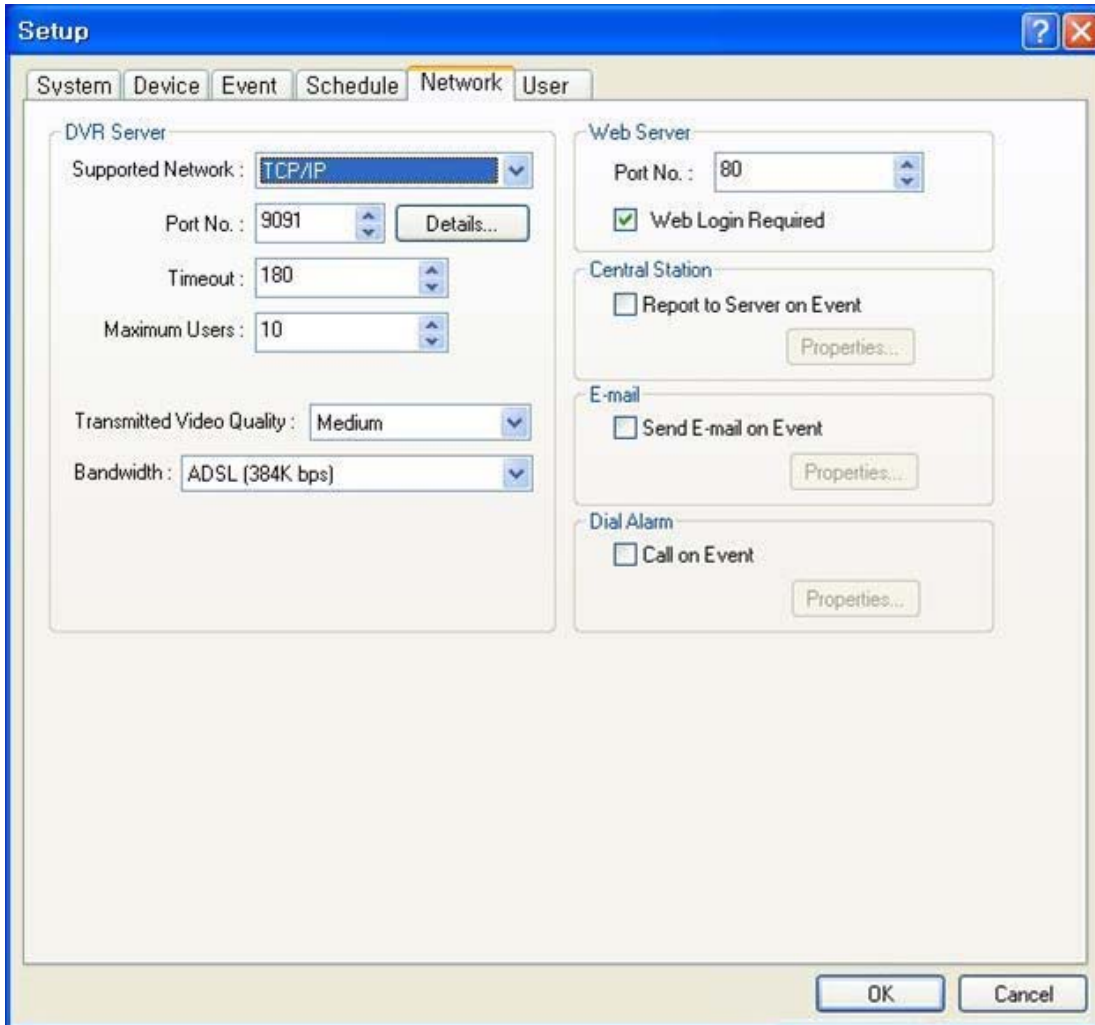 Setup
System Device Event Schedule Network User
DVR Server
Supported Network : TCP/IP
Port No. : 9091 Details...
Timeout : 180
Maximum Users : 10
Transmitted Video Quality : Medium
Bandwidth : ADSL (384K bps)
Web Server
Port No. : 80
Web Login Required
Central Station
Report to Server on Event
Properties...
E-mail
Send E-mail on Event
Properties...
Dial Alarm
Call on Event
Properties...
OK Cancel